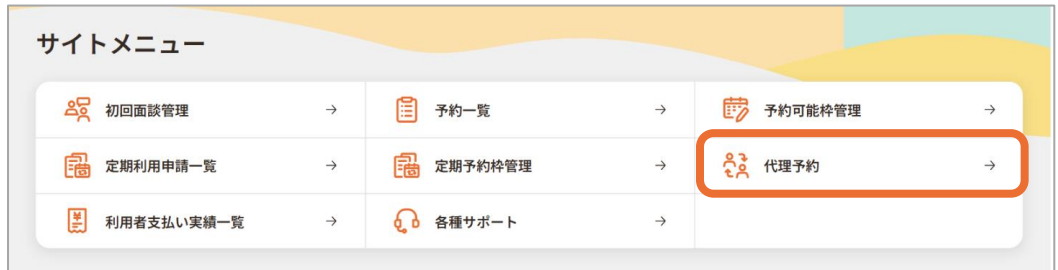 サイトメニュー
初回面談管理 →
予約一覧 →
予約可能枠管理 →
定期利用申請一覧 →
定期予約枠管理 →
代理予約 →
利用者支払い実績一覧 →
各種サポート →